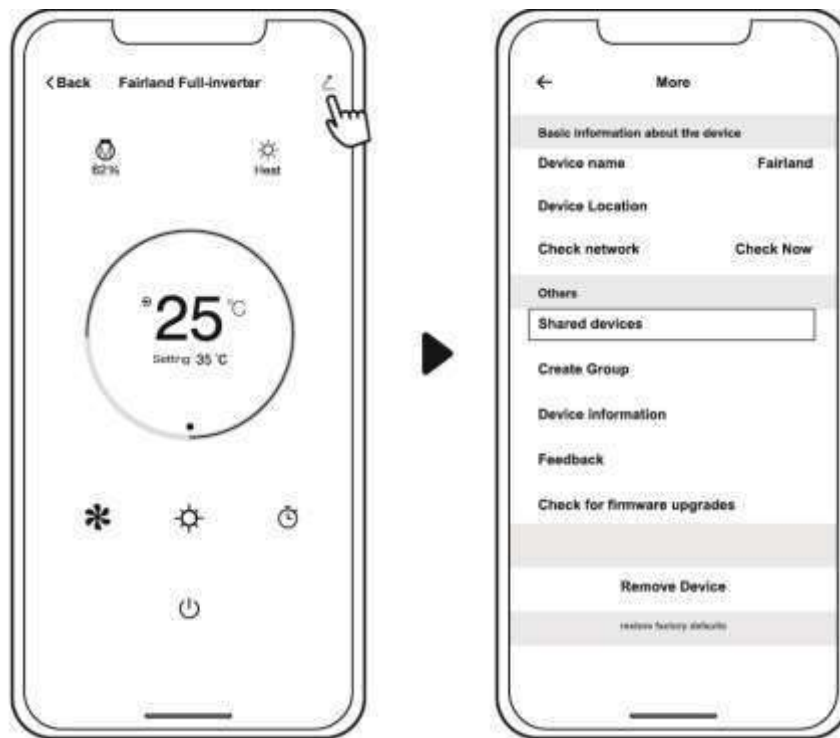 < Back Fairland Full-inverter
62%
Heat
25 °C
Setting 35 °C
← More
Basic information about the device
Device name Fairland
Device Location
Check network Check Now
Others
Shared devices
Create Group
Device information
Feedback
Check for firmware upgrades
Remove Device
restore factory defaults